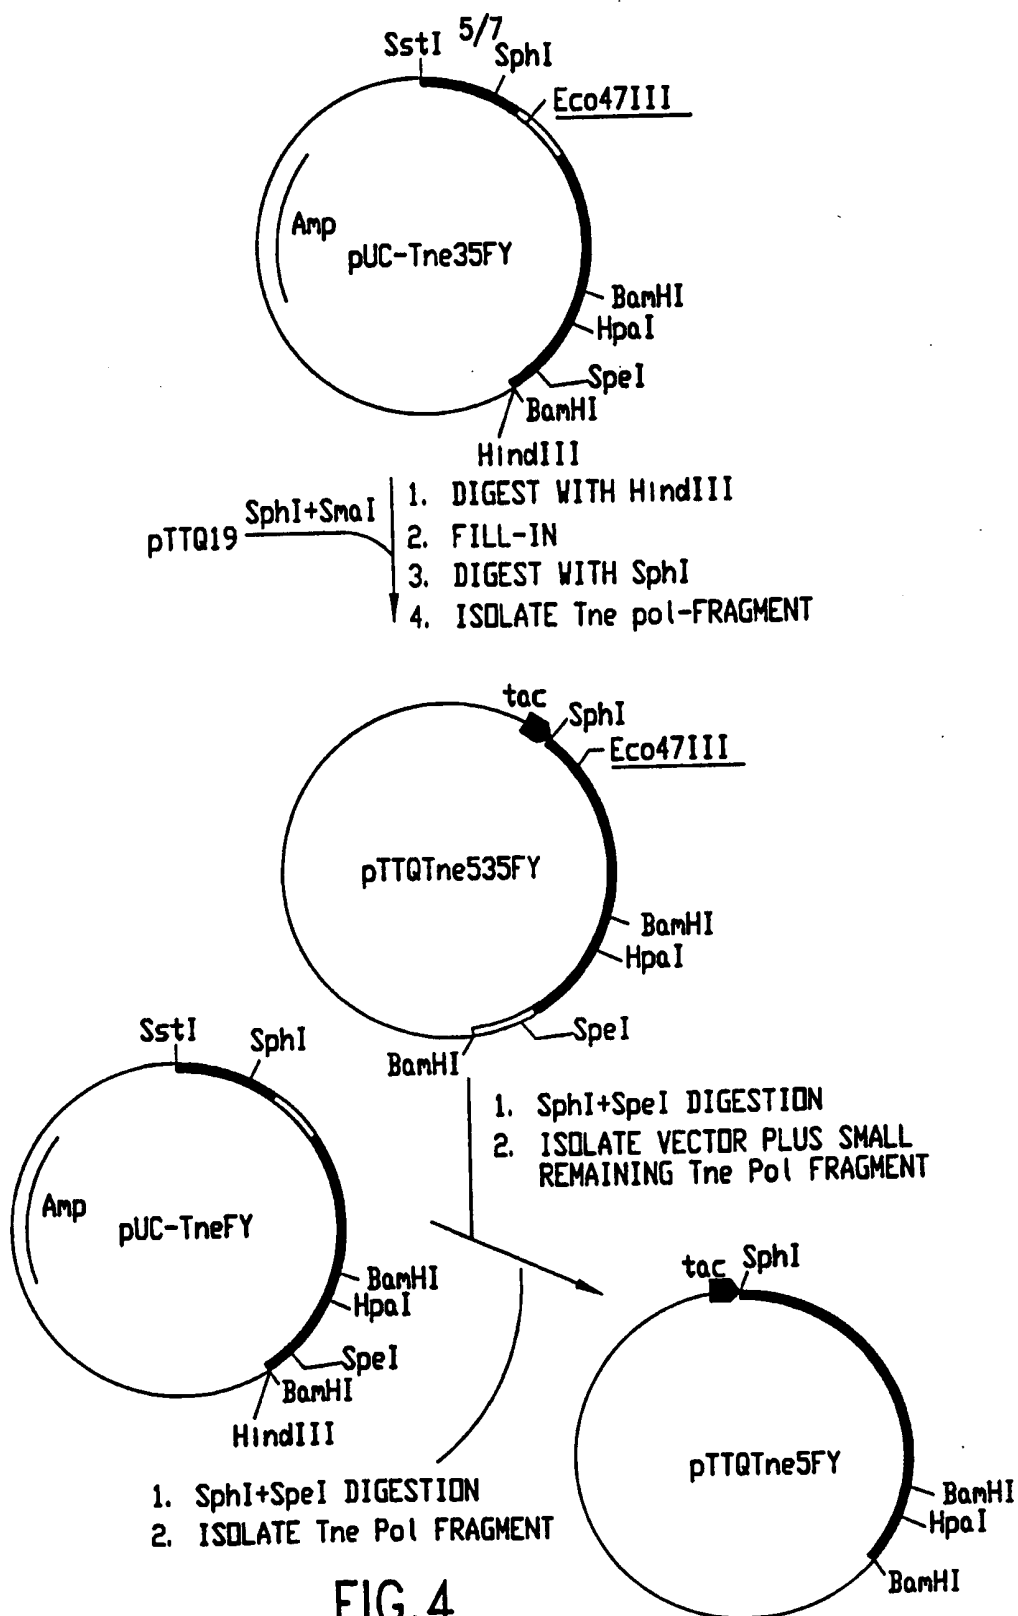 5/7
SstI
SphI
Eco47III
Amp
pUC-Tne35FY
BamHI
HpaI
SpeI
BamHI
HindIII
pTTQ19
SphI+SmaI
1. DIGEST WITH HindIII
2. FILL-IN
3. DIGEST WITH SphI
4. ISOLATE Tne pol-FRAGMENT
tac
SphI
Eco47III
pTTQTne535FY
BamHI
HpaI
SpeI
BamHI
1. SphI+SpeI DIGESTION
2. ISOLATE VECTOR PLUS SMALL
REMAINING Tne Pol FRAGMENT
SstI
SphI
Amp
pUC-TneFY
BamHI
HpaI
SpeI
BamHI
HindIII
1. SphI+SpeI DIGESTION
2. ISOLATE Tne Pol FRAGMENT
tac
SphI
pTTQTne5FY
BamHI
HpaI
BamHI
FIG.4